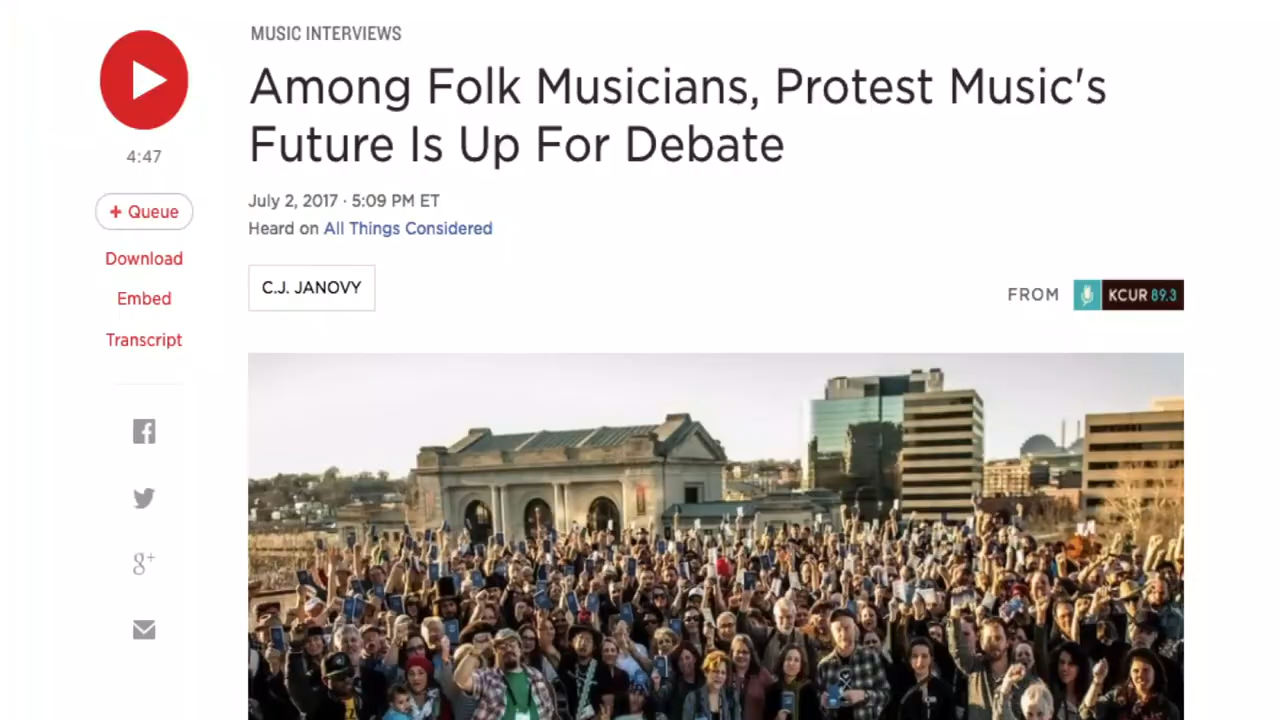 MUSIC INTERVIEWS
Among Folk Musicians, Protest Music's
Future Is Up For Debate
4:47
July 2, 2017 · 5:09 PM ET
+ Queue
Heard on All Things Considered
Download
C.J. JANOVY
FROM KCUR 89.3
Embed
Transcript
g+